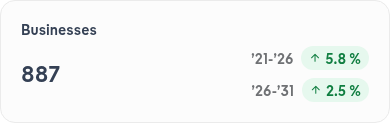 Businesses
887
’21-’26 ↑ 5.8 %
’26-’31 ↑ 2.5 %